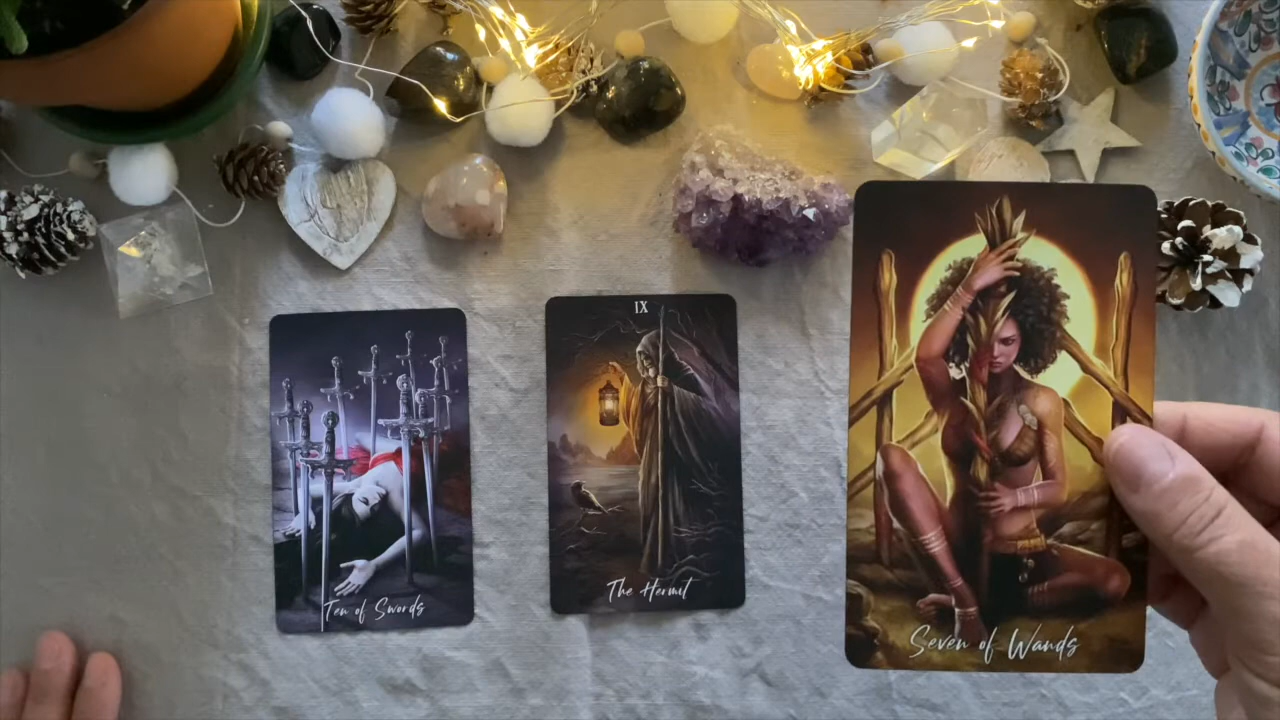 Ten of Swords
IX
The Hermit
Seven of Wands